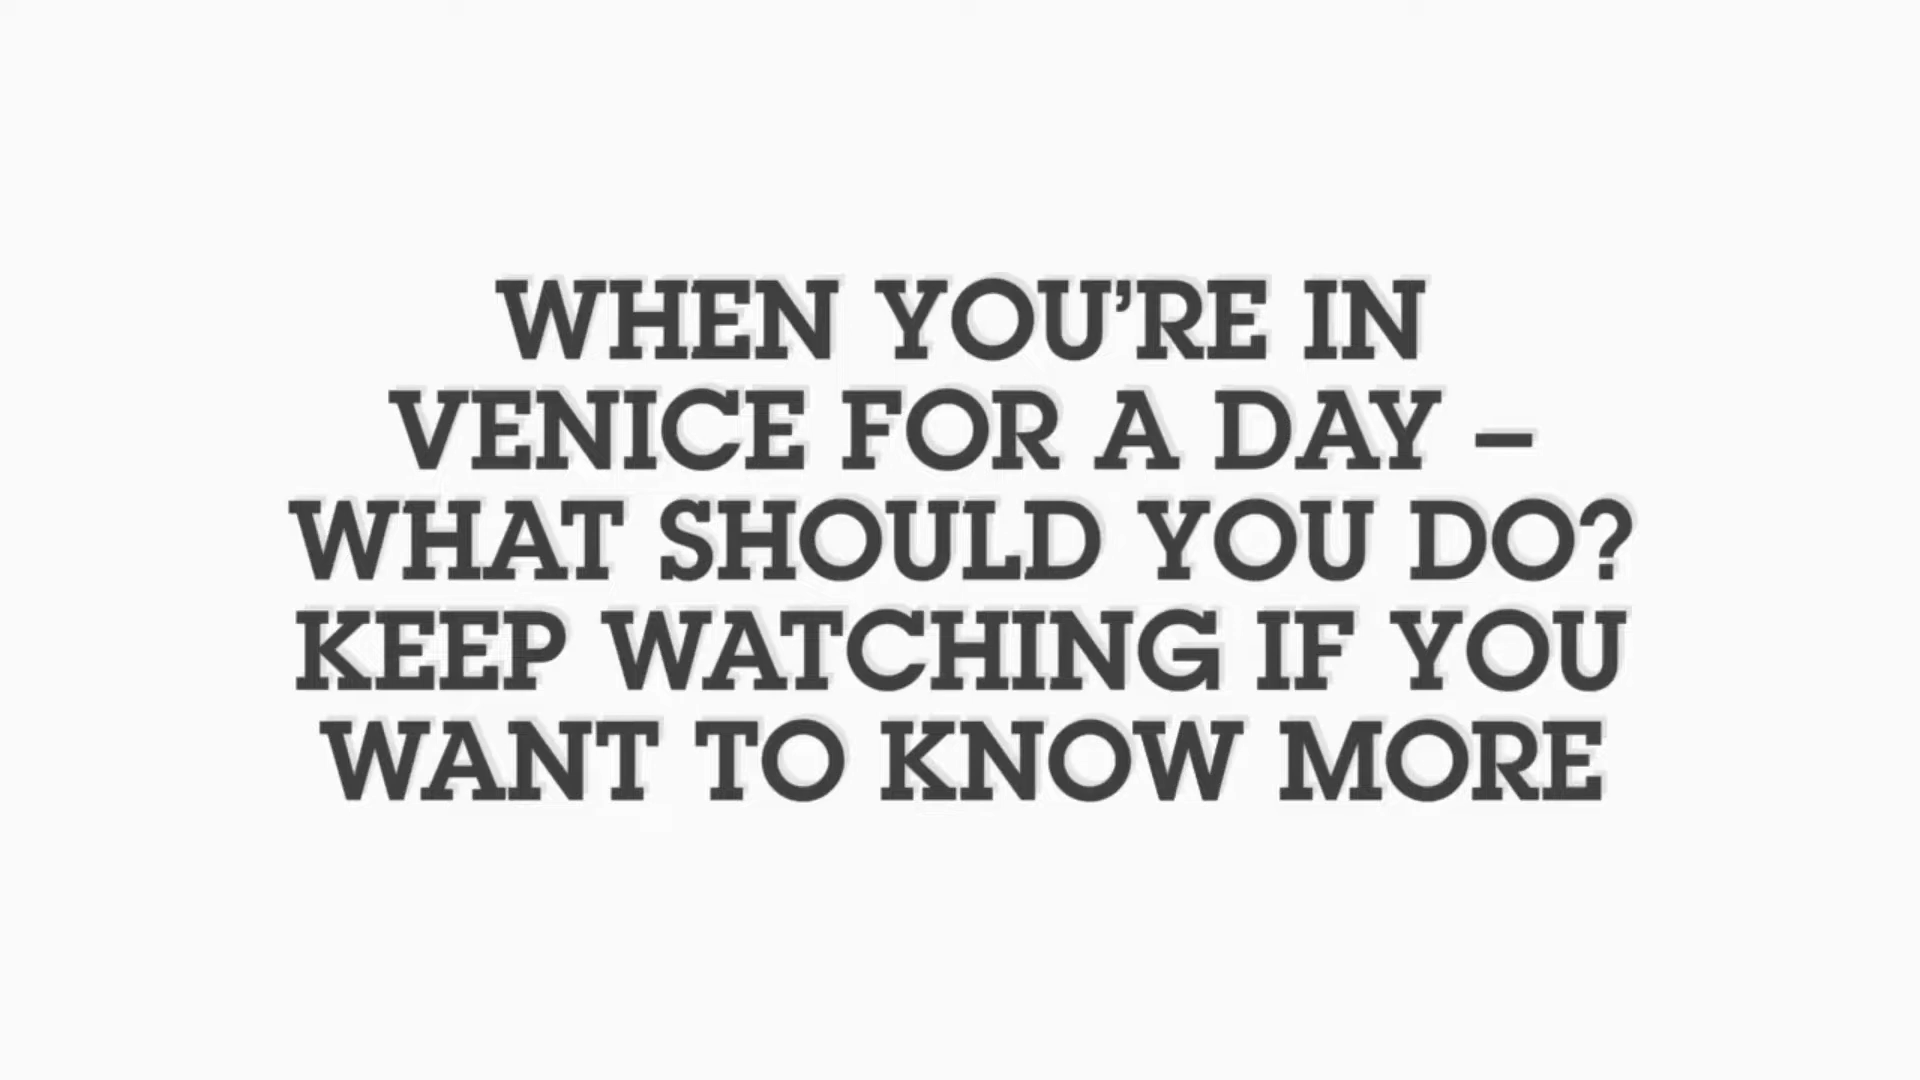 WHEN YOU’RE IN
VENICE FOR A DAY –
WHAT SHOULD YOU DO?
KEEP WATCHING IF YOU
WANT TO KNOW MORE